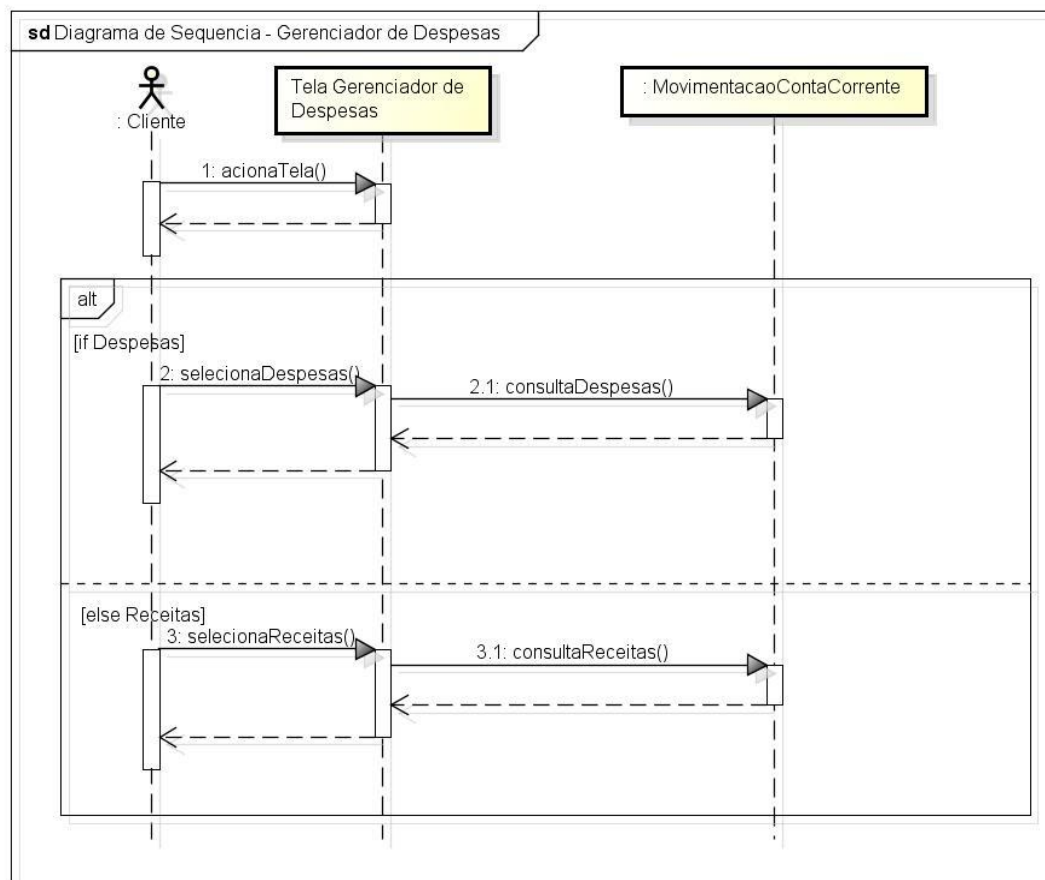 sd Diagrama de Sequencia - Gerenciador de Despesas
: Cliente
Tela Gerenciador de
Despesas
: MovimentacaoContaCorrente
1: acionaTela()
alt
[if Despesas]
2: selecionaDespesas()
2.1: consultaDespesas()
[else Receitas]
3: selecionaReceitas()
3.1: consultaReceitas()